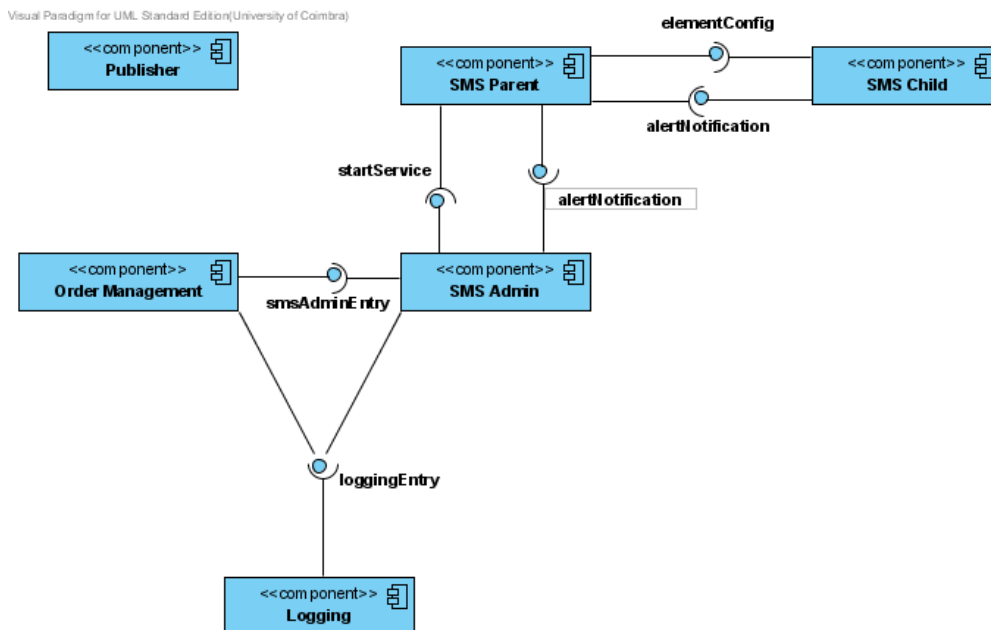 Visual Paradigm for UML Standard Edition(University of Coimbra)
<<component>>
Publisher
<<component>>
SMS Parent
elementConfig
<<component>>
SMS Child
alertNotification
startService
alertNotification
<<component>>
Order Management
smsAdminEntry
<<component>>
SMS Admin
loggingEntry
<<component>>
Logging